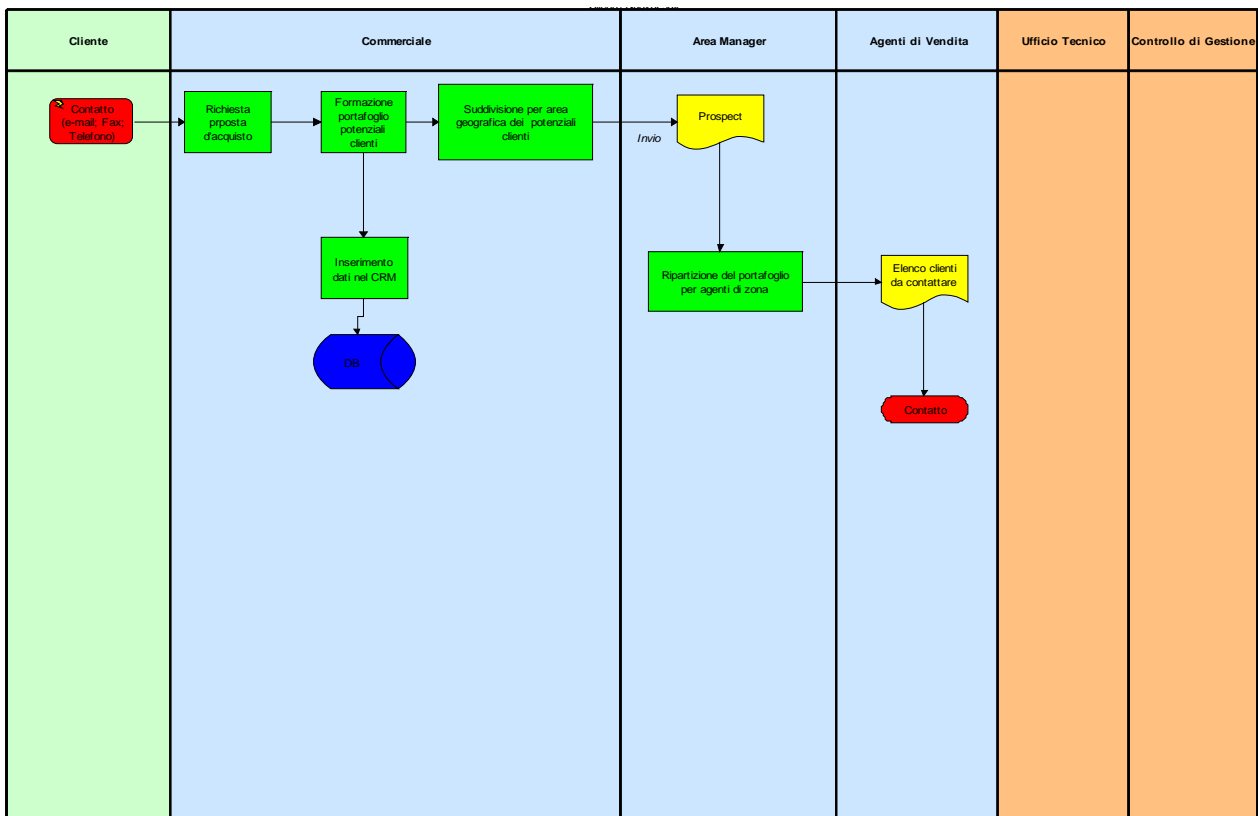 Cliente
Commerciale
Area Manager
Agenti di Vendita
Ufficio Tecnico
Controllo di Gestione
Contatto
(e-mail; Fax;
Telefono)
Richiesta
prposta
d'acquisto
Formazione
portafoglio
potenziali
clienti
Suddivisione per area
geografica dei potenziali
clienti
Invio
Prospect
Inserimento
dati nel CRM
Ripartizione del portafoglio
per agenti di zona
Elenco clienti
da contattare
DB
Contatto